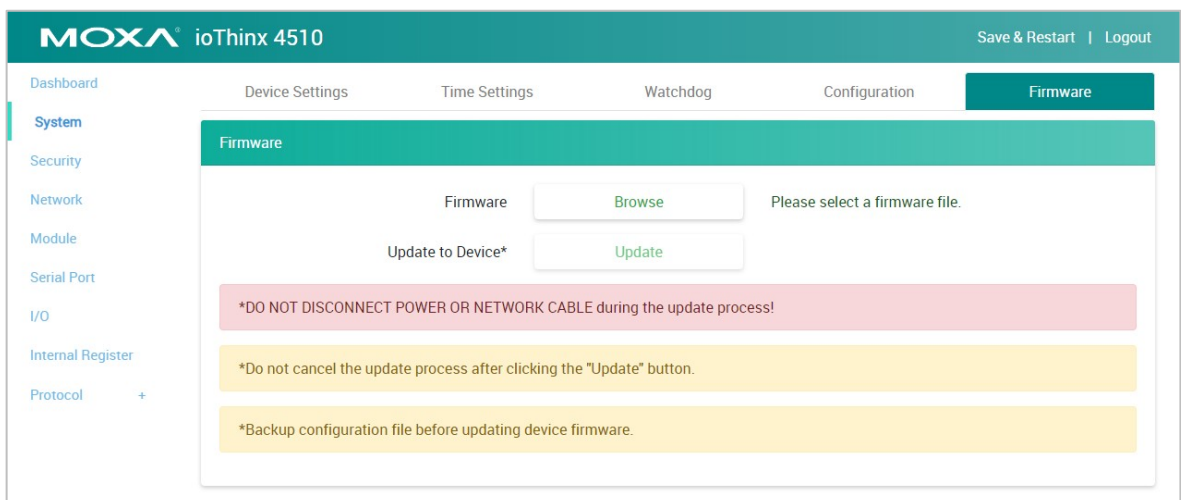 MOXA® ioThinx 4510
Save & Restart | Logout
Dashboard
System
Security
Network
Module
Serial Port
I/O
Internal Register
Protocol +
Device Settings Time Settings Watchdog Configuration Firmware
Firmware
Firmware Browse Please select a firmware file.
Update to Device* Update
*DO NOT DISCONNECT POWER OR NETWORK CABLE during the update process!
*Do not cancel the update process after clicking the "Update" button.
*Backup configuration file before updating device firmware.